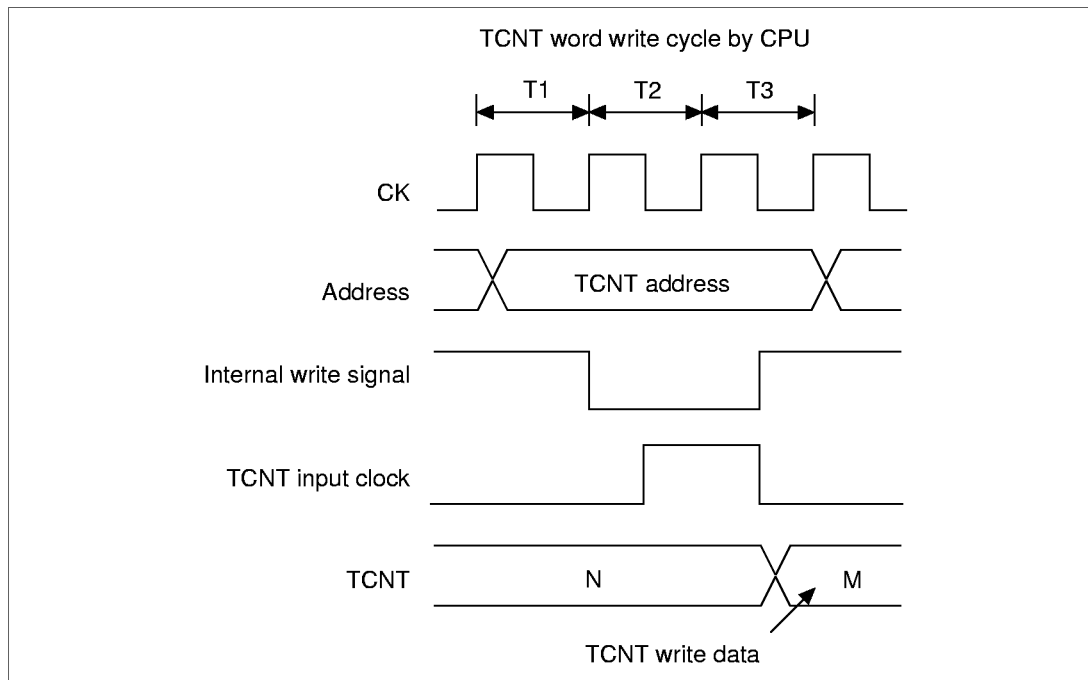 TCNT word write cycle by CPU
T1 T2 T3
CK
Address TCNT address
Internal write signal
TCNT input clock
TCNT N M
TCNT write data